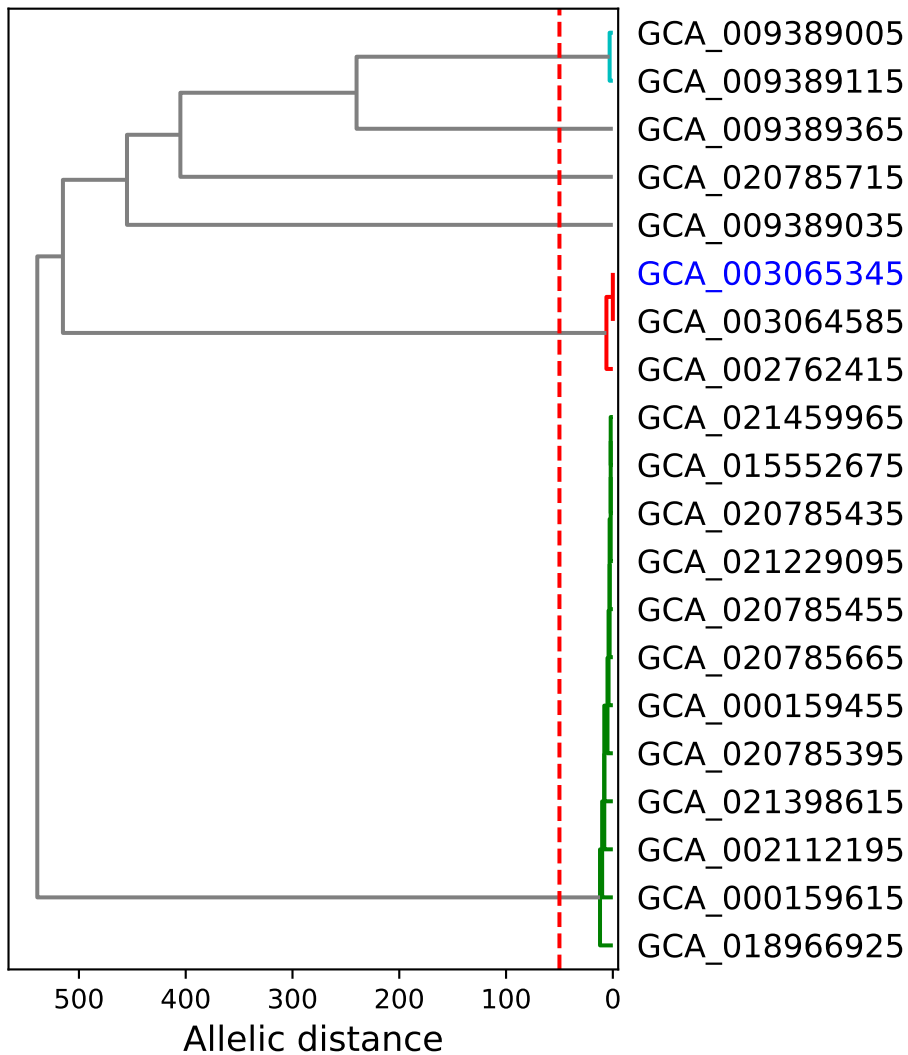 GCA_009389005
GCA_009389115
GCA_009389365
GCA_020785715
GCA_009389035
GCA_003065345
GCA_003064585
GCA_002762415
GCA_021459965
GCA_015552675
GCA_020785435
GCA_021229095
GCA_020785455
GCA_020785665
GCA_000159455
GCA_020785395
GCA_021398615
GCA_002112195
GCA_000159615
GCA_018966925
500 400 300 200 100 0
Allelic distance